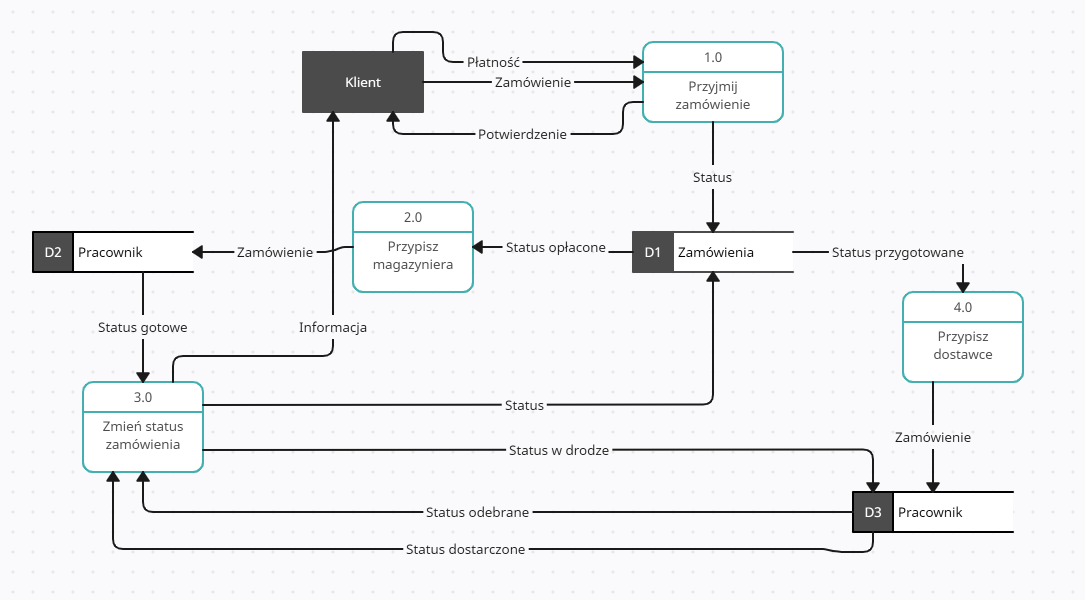 Płatność
1.0
Klient
Zamówienie
Przyjmij
zamówienie
Potwierdzenie
Status
2.0
D2
Pracownik
Zamówienie
Przypisz
magazyniera
Status opłacone
D1
Zamówienia
Status przygotowane
4.0
Status gotowe
Informacja
Przypisz
dostawce
3.0
Status
Zmień status
zamówienia
Zamówienie
Status w drodze
Status odebrane
D3
Pracownik
Status dostarczone